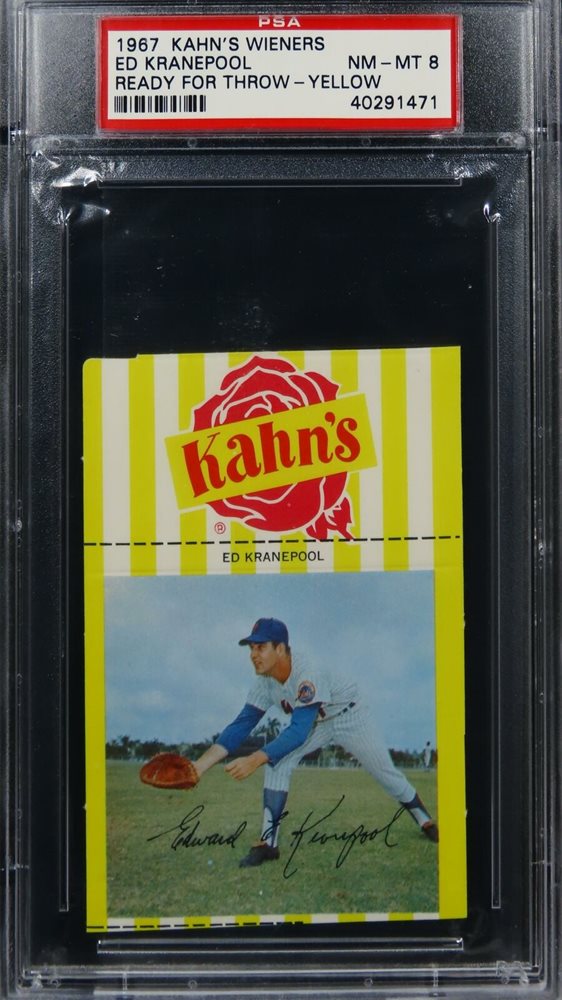 PSA
1967 KAHN'S WIENERS
ED KRANEPOOL NM-MT 8
READY FOR THROW-YELLOW
40291471
Kahn's
®
ED KRANEPOOL
Edward E Kranepool